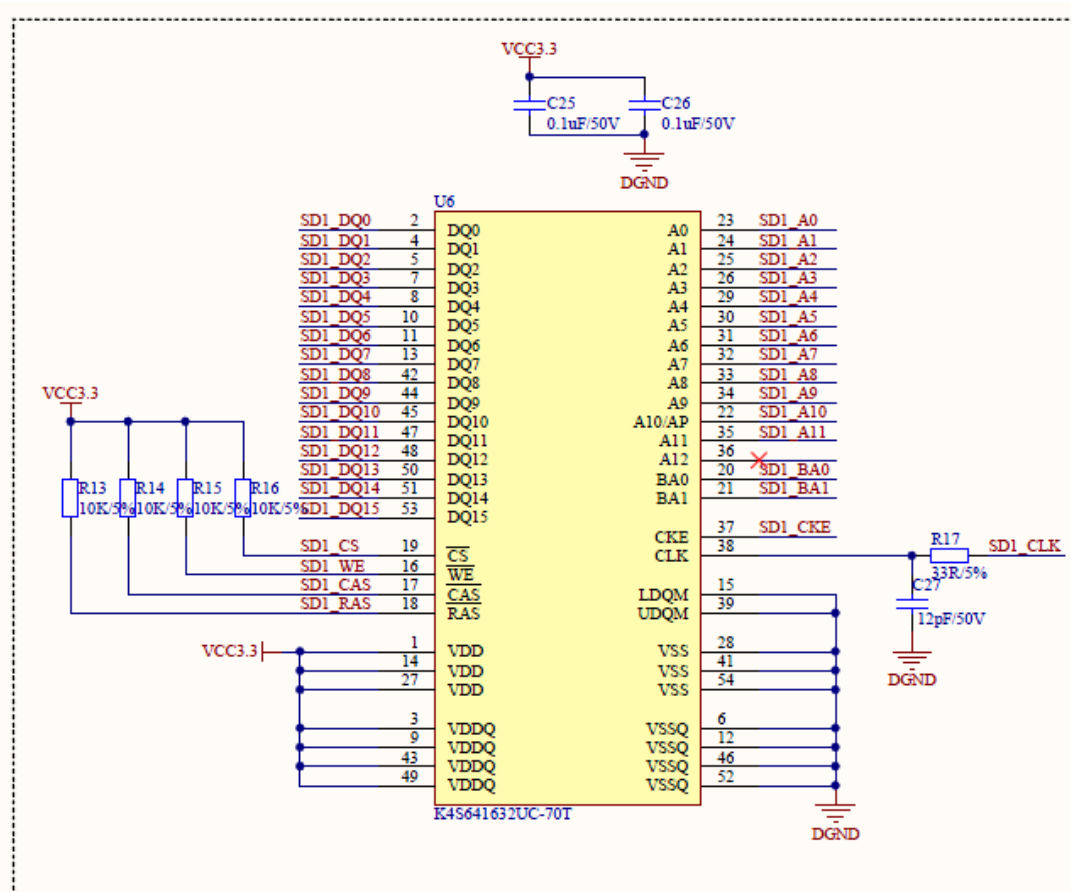 VCC3.3
C25
0.1uF/50V
C26
0.1uF/50V
DGND
U6
SD1_DQ0 2 DQ0 A0 23 SD1_A0
SD1_DQ1 4 DQ1 A1 24 SD1_A1
SD1_DQ2 5 DQ2 A2 25 SD1_A2
SD1_DQ3 7 DQ3 A3 26 SD1_A3
SD1_DQ4 8 DQ4 A4 29 SD1_A4
SD1_DQ5 10 DQ5 A5 30 SD1_A5
SD1_DQ6 11 DQ6 A6 31 SD1_A6
SD1_DQ7 13 DQ7 A7 32 SD1_A7
SD1_DQ8 42 DQ8 A8 33 SD1_A8
SD1_DQ9 44 DQ9 A9 34 SD1_A9
SD1_DQ10 45 DQ10 A10/AP 22 SD1_A10
SD1_DQ11 47 DQ11 A11 35 SD1_A11
SD1_DQ12 48 DQ12 A12 36
SD1_DQ13 50 DQ13 BA0 20 SD1_BA0
SD1_DQ14 51 DQ14 BA1 21 SD1_BA1
SD1_DQ15 53 DQ15
VCC3.3
R13
10K/5%
R14
10K/5%
R15
10K/5%
R16
10K/5%
CKE 37 SD1_CKE
SD1_CS 19 CS CLK 38
R17
33R/5%
SD1_CLK
SD1_WE 16 WE
SD1_CAS 17 CAS LDQM 15
SD1_RAS 18 RAS UDQM 39
C27
12pF/50V
DGND
VCC3.3
1 VDD VSS 28
14 VDD VSS 41
27 VDD VSS 54
3 VDDQ VSSQ 6
9 VDDQ VSSQ 12
43 VDDQ VSSQ 46
49 VDDQ VSSQ 52
K4S641632UC-70T
DGND